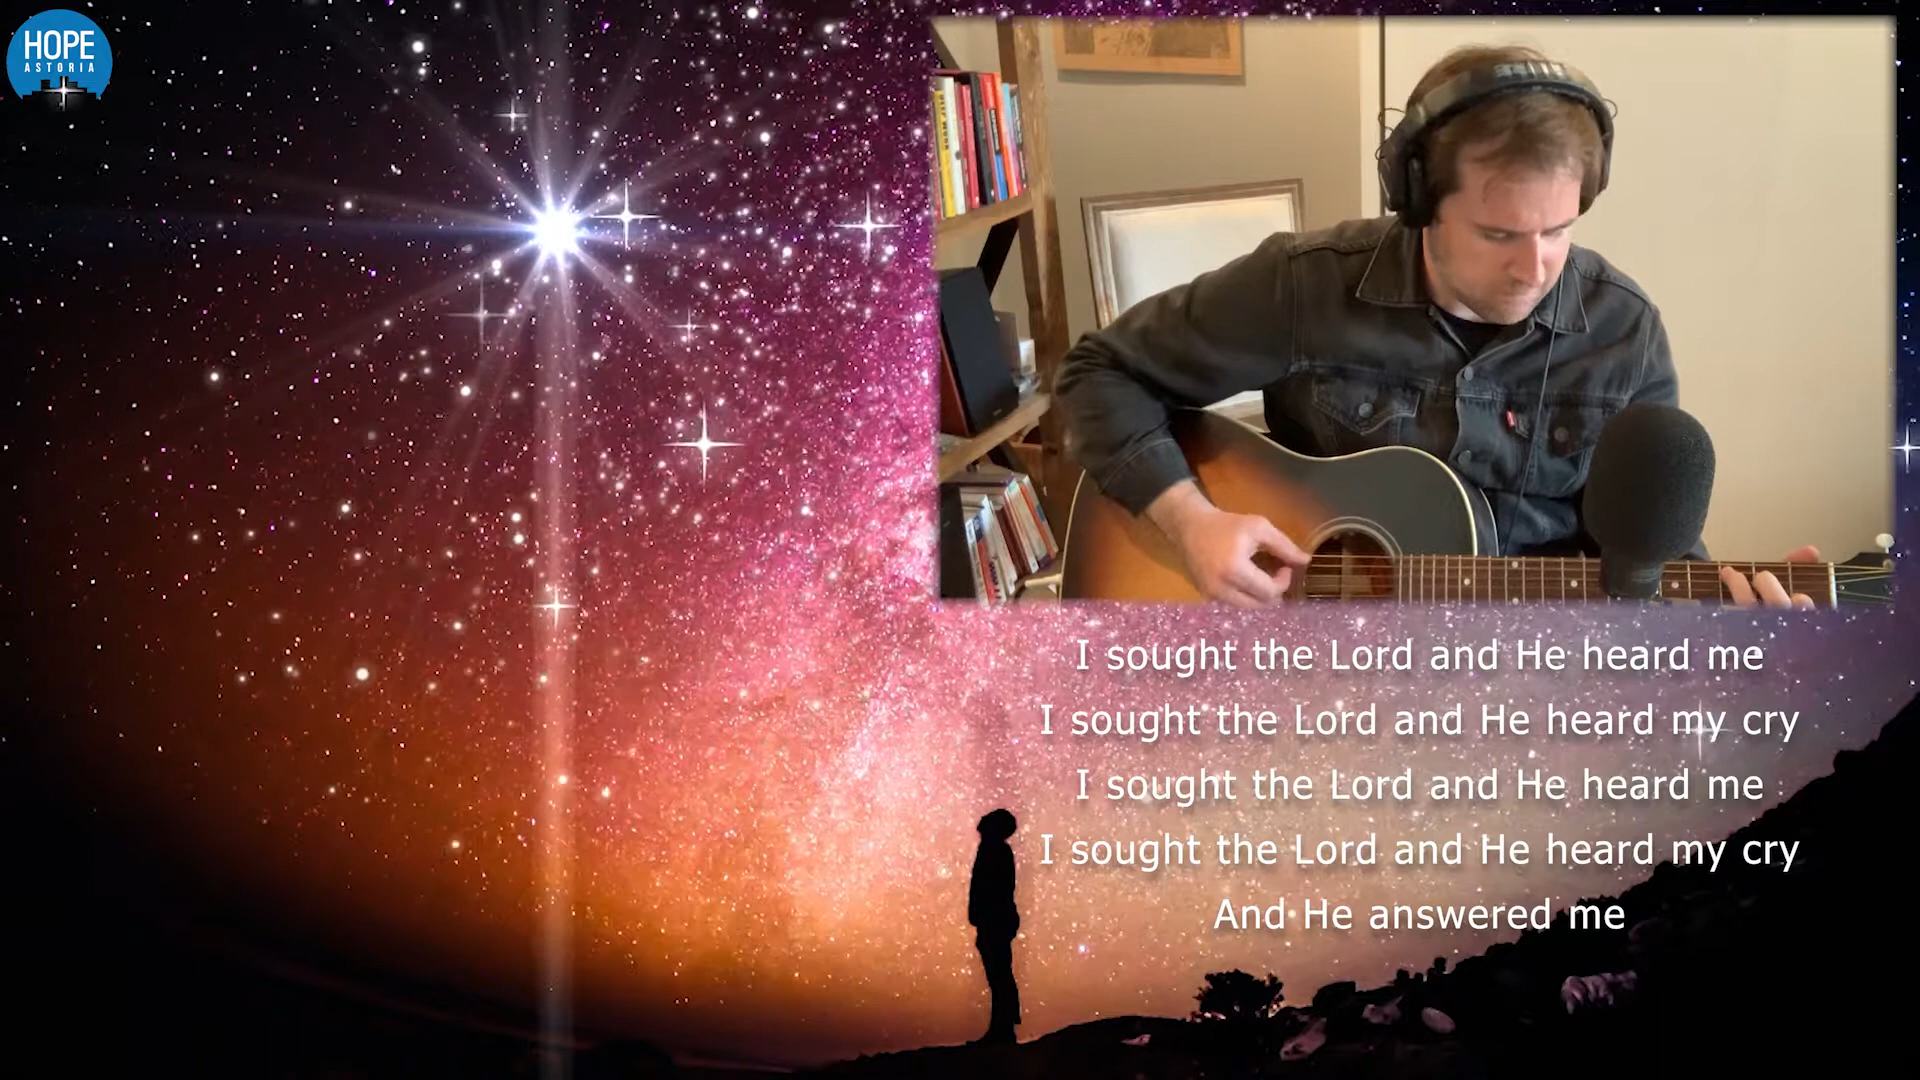 HOPE
ASTORIA
I sought the Lord and He heard me
I sought the Lord and He heard my cry
I sought the Lord and He heard me
I sought the Lord and He heard my cry
And He answered me